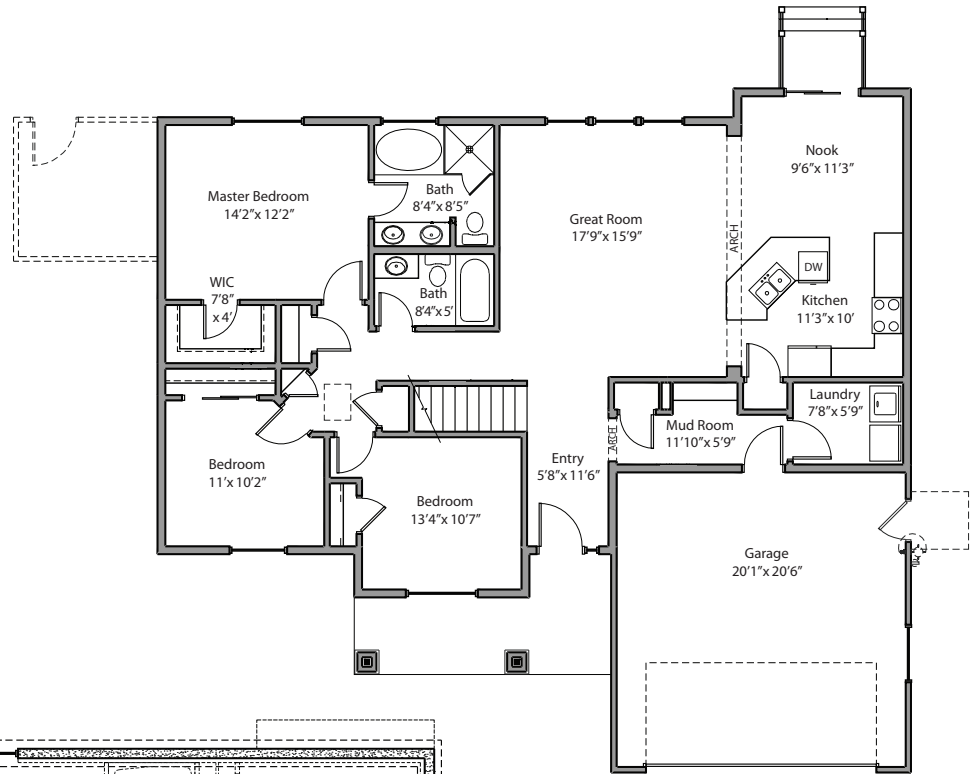 Nook
9’6”x 11’3”
Master Bedroom
14’2”x 12’2”
Bath
8’4”x 8’5”
Great Room
17’9”x 15’9”
ARCH
DW
WIC
7’8”
x 4’
Bath
8’4”x 5’
Kitchen
11’3”x 10’
Laundry
7’8”x 5’9”
Mud Room
11’10”x 5’9”
ARCH
Bedroom
11’x 10’2”
Entry
5’8”x 11’6”
Bedroom
13’4”x 10’7”
Garage
20’1”x 20’6”